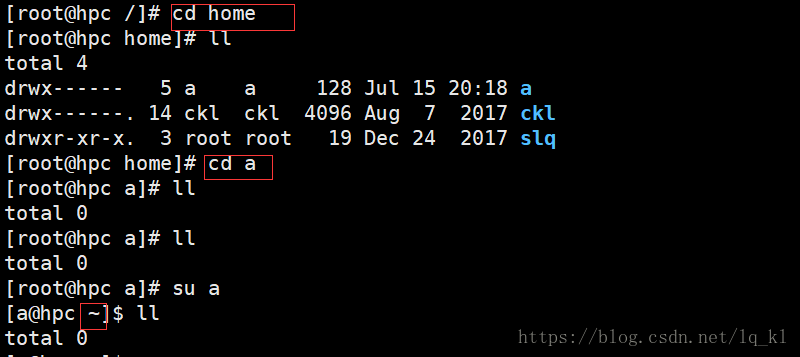 [root@hpc /]# cd home
[root@hpc home]# ll
total 4
drwx------   5 a    a     128 Jul 15 20:18 a
drwx------. 14 ckl  ckl  4096 Aug  7  2017 ckl
drwxr-xr-x.  3 root root   19 Dec 24  2017 slq
[root@hpc home]# cd a
[root@hpc a]# ll
total 0
[root@hpc a]# ll
total 0
[root@hpc a]# su a
[a@hpc ~]$ ll
total 0
https://blog.csdn.net/lq_kl